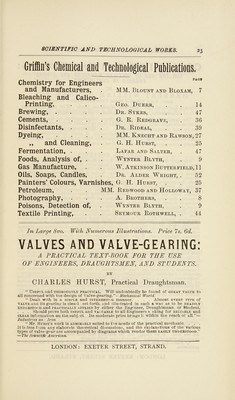 SCIENTIFIC AND TECHNOLOGICAL WORKS. 23
Griffin's Chemical and Technological Publications.
PAGE
Chemistry for Engineers
and Manufacturers, MM. BLOUNT AND BLOXAM, 7
Bleaching and Calico-
Printing, GEO. DUERR, 14
Brewing, DR. SYKES, 47
Cements, G. R. REDGRAVE, 36
Disinfectants, DR. RIDEAL, 39
Dyeing, MM. KNECHT AND RAWSON, 27
,, and Cleaning, G. H. HURST, 25
Fermentation, LAFAR AND SALTER, 47
Foods, Analysis of, WYNTER BLYTH, 9
Gas Manufacture, W. ATKINSON BUTTERFIELD, 11
Oils, Soaps, Candles, DR. ALDER WRIGHT, 52
Painters' Colours, Varnishes, G. H. HURST, 25
Petroleum, MM. REDWOOD AND HOLLOWAY, 37
Photography, A. BROTHERS, 8
Poisons, Detection of, WYNTER BLYTH, 9
Textile Printing, SEYMOUR ROTHWELL, 44
In Large 8vo. With Numerous Illustrations. Price 7s. 6d.
VALVES AND VALVE-GEARING:
A PRACTICAL TEXT-BOOK FOR THE USE
OF ENGINEERS, DRAUGHTSMEN, AND STUDENTS.
BY
CHARLES HURST, Practical Draughtsman.
LONDON: EXETER STREET, STRAND.